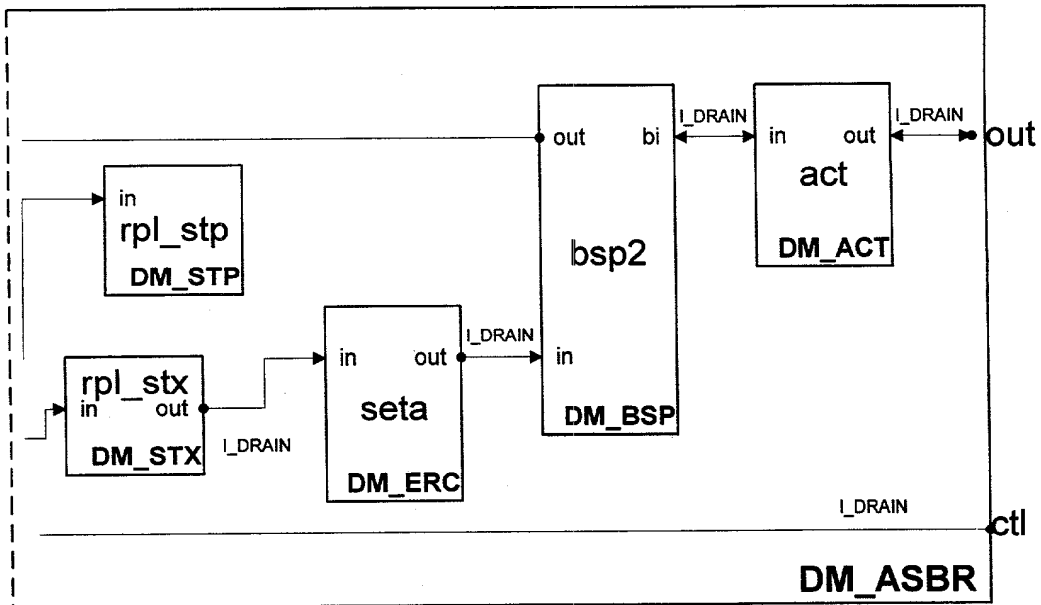 I_DRAIN
I_DRAIN
out
bi
in
out
out
act
DM_ACT
in
rpl_stp
DM_STP
bsp2
I_DRAIN
in
out
in
rpl_stx
in
out
seta
DM_BSP
I_DRAIN
DM_STX
DM_ERC
I_DRAIN
ctl
DM_ASBR